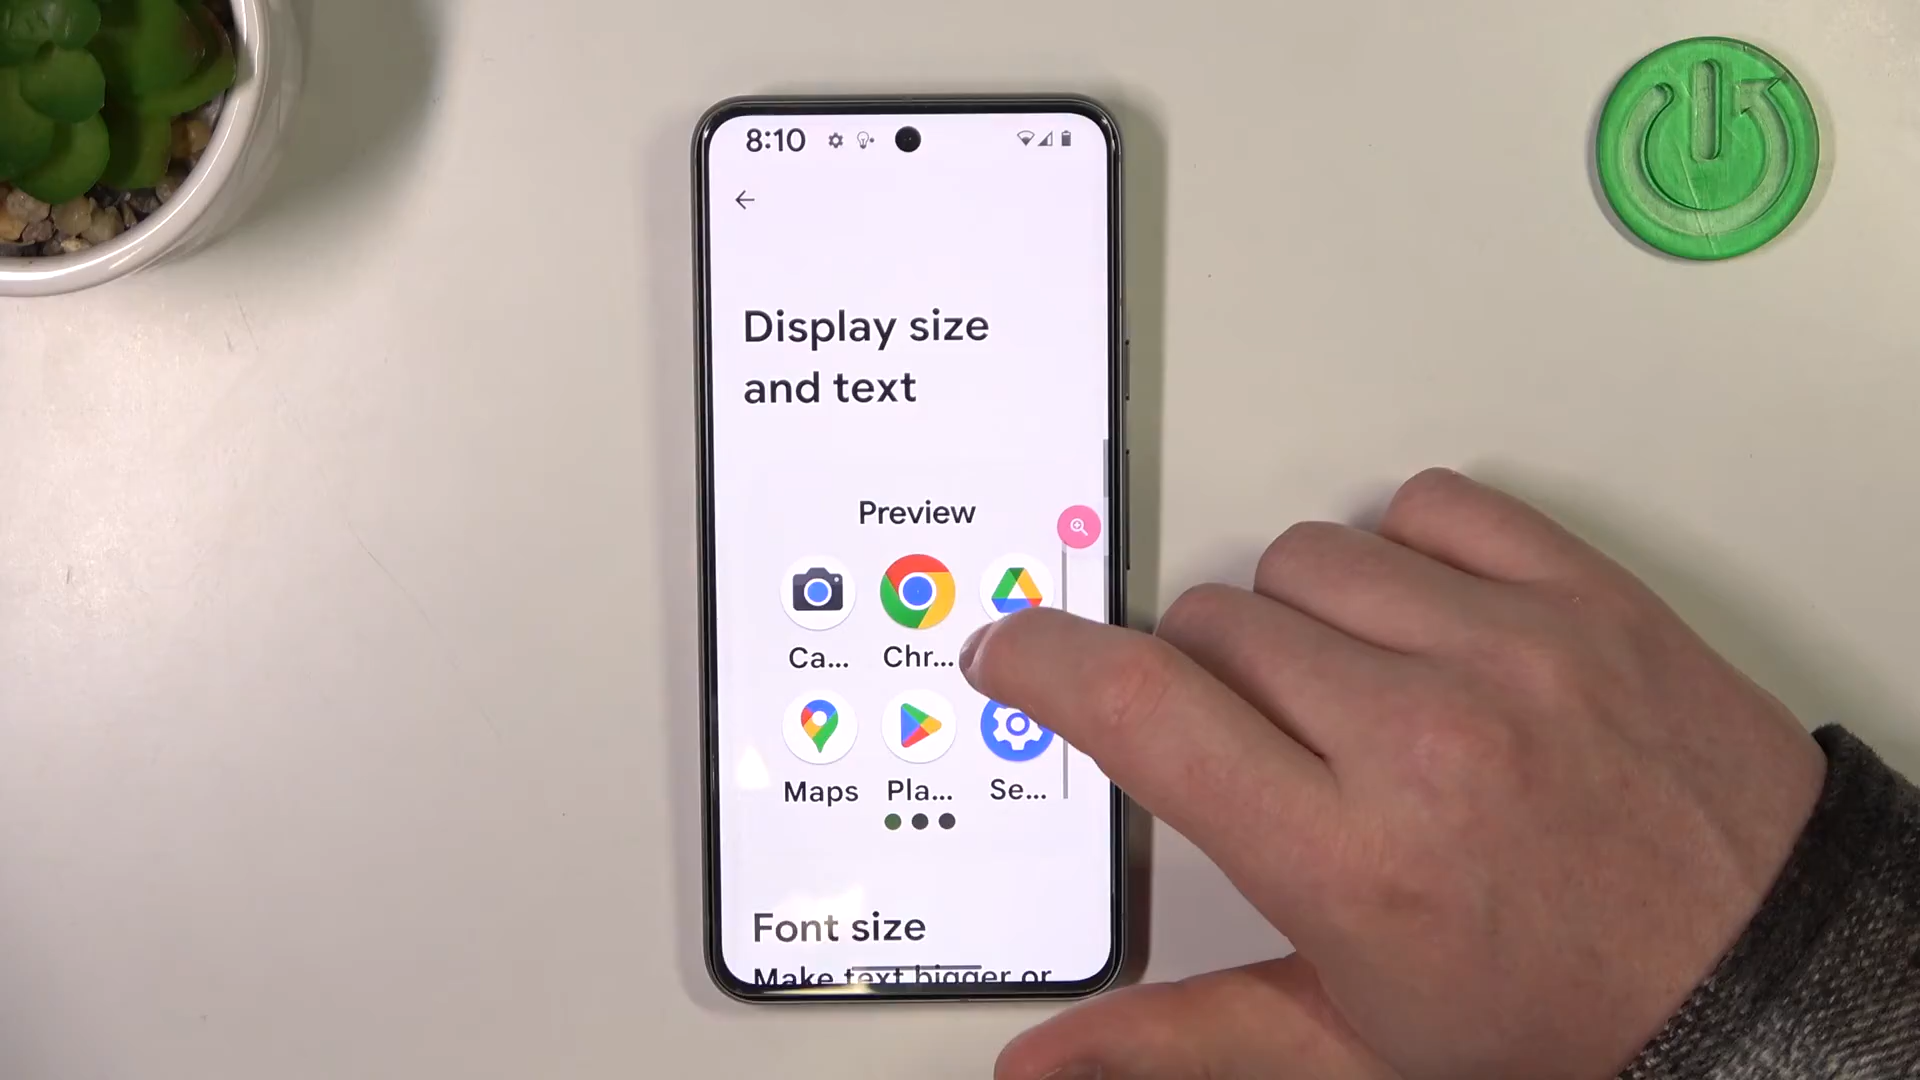 8:10
Display size
and text
Preview
Ca... Chr...
Maps Pla... Se...
Font size
Make text bigger or